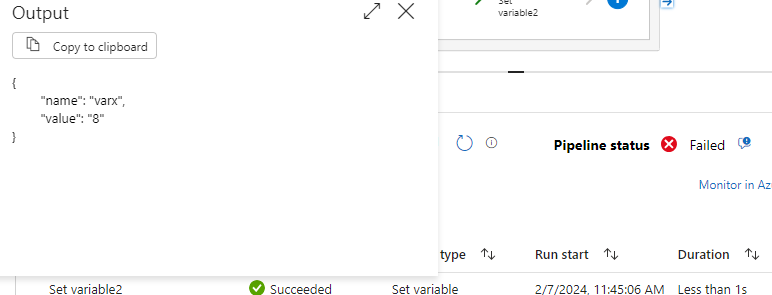 Output
Copy to clipboard
{
"name": "varx",
"value": "8"
}
Set
variable2
Pipeline status Failed
Monitor in Az
type Run start Duration
Set variable2 Succeeded Set variable 2/7/2024, 11:45:06 AM Less than 1s